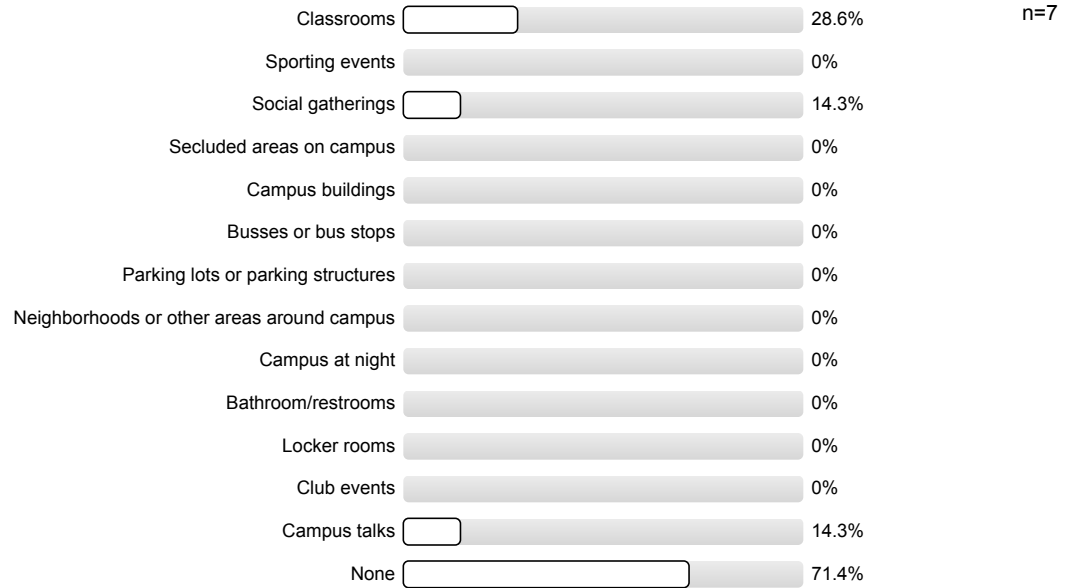 Classrooms 28.6% n=7
Sporting events 0%
Social gatherings 14.3%
Secluded areas on campus 0%
Campus buildings 0%
Busses or bus stops 0%
Parking lots or parking structures 0%
Neighborhoods or other areas around campus 0%
Campus at night 0%
Bathroom/restrooms 0%
Locker rooms 0%
Club events 0%
Campus talks 14.3%
None 71.4%